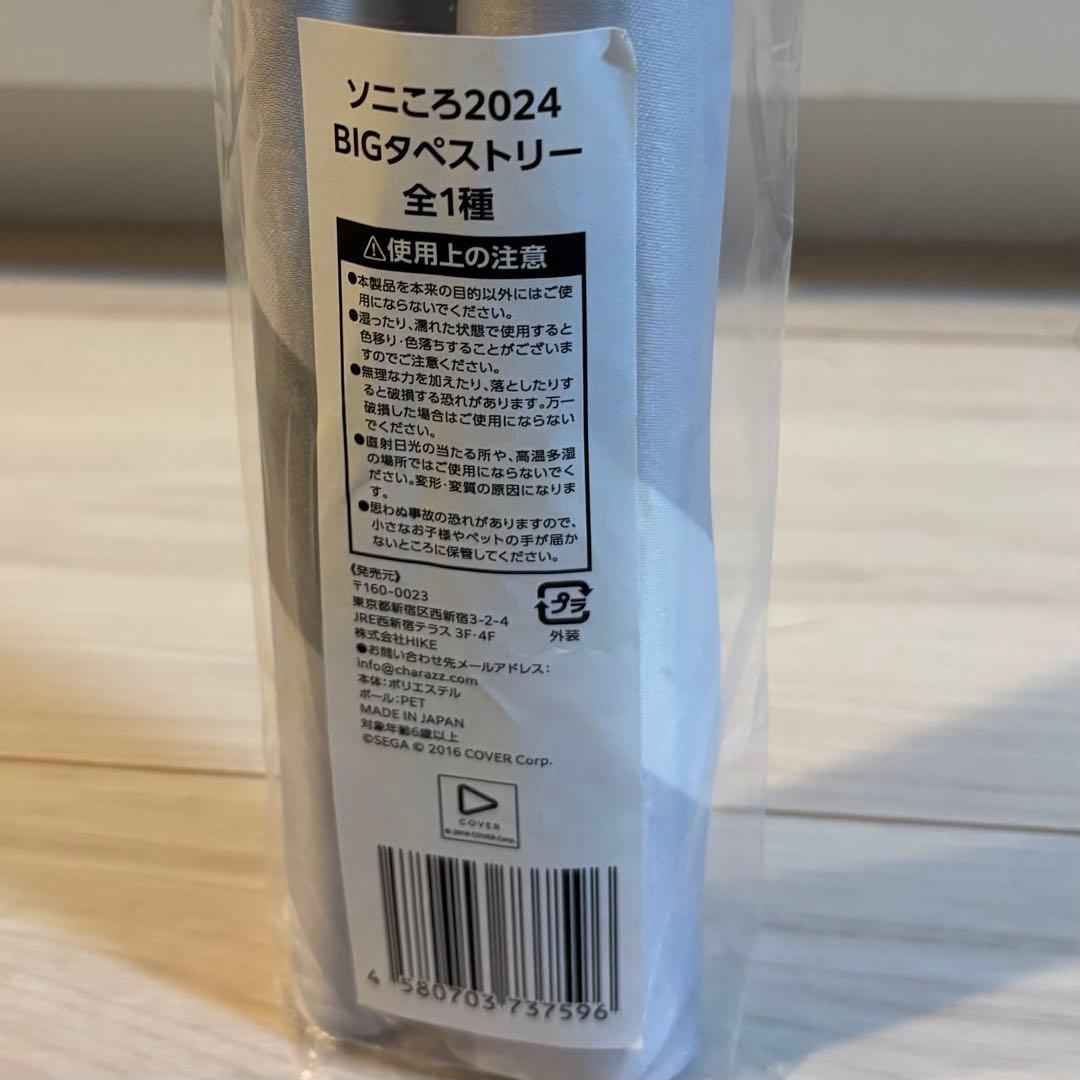 ソニころ2024
BIGタペストリー
全1種
⚠使用上の注意
●本製品を本来の目的以外にはご使
用にならないでください。
●湿ったり、濡れた状態で使用すると
色移り・色落ちすることがございま
すのでご注意ください。
●無理な力を加えたり、落としたりす
ると破損する恐れがあります。万一
破損した場合はご使用にならない
でください。
●直射日光の当たる所や、高温多湿
の場所ではご使用にならないでく
ださい。変形・変質の原因になりま
す。
●思わぬ事故の恐れがありますので、
小さなお子様やペットの手が届か
ないところに保管してください。
《発売元》
〒160-0023
東京都新宿区西新宿3-2-4
JRE西新宿テラス 3F・4F
株式会社HIKE
●お問い合わせ先メールアドレス:
info@charazz.com
本体:ポリエステル
ポール:PET
MADE IN JAPAN
対象年齢6歳以上
©SEGA © 2016 COVER Corp.
プラ
外装
COVER
© 2016 COVER Corp.
4 580703 737596